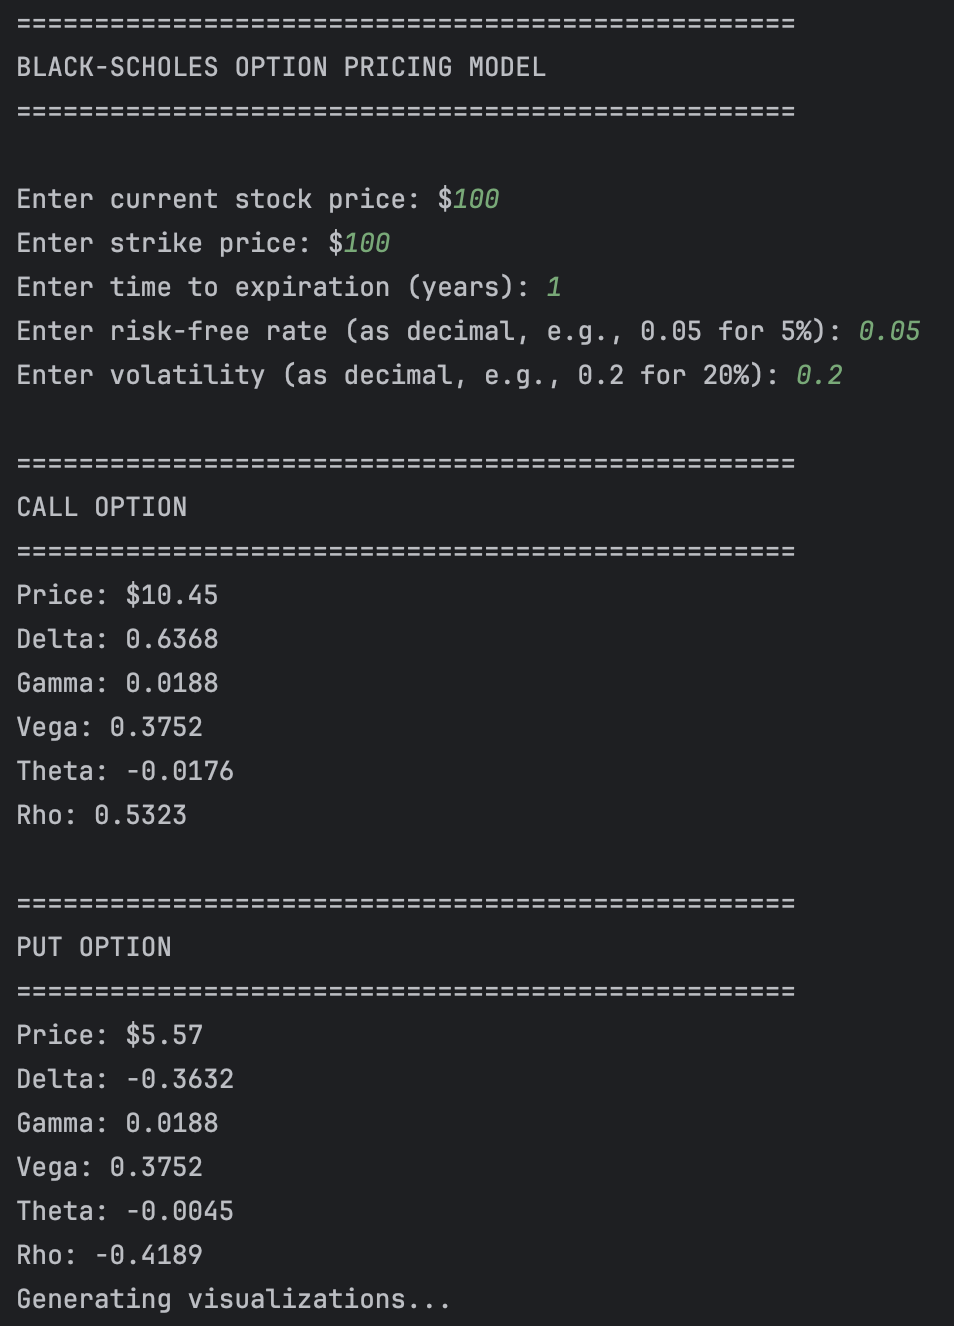 ==================================================
BLACK-SCHOLES OPTION PRICING MODEL
==================================================
Enter current stock price: $100
Enter strike price: $100
Enter time to expiration (years): 1
Enter risk-free rate (as decimal, e.g., 0.05 for 5%): 0.05
Enter volatility (as decimal, e.g., 0.2 for 20%): 0.2
==================================================
CALL OPTION
==================================================
Price: $10.45
Delta: 0.6368
Gamma: 0.0188
Vega: 0.3752
Theta: -0.0176
Rho: 0.5323
==================================================
PUT OPTION
==================================================
Price: $5.57
Delta: -0.3632
Gamma: 0.0188
Vega: 0.3752
Theta: -0.0045
Rho: -0.4189
Generating visualizations...